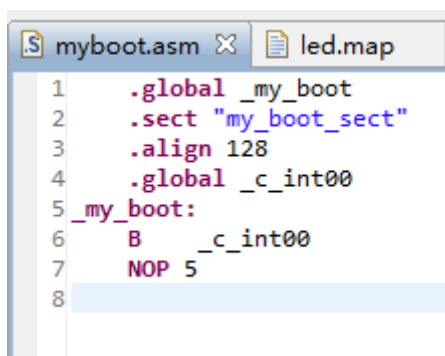 myboot.asm led.map
1 .global _my_boot
2 .sect "my_boot_sect"
3 .align 128
4 .global _c_int00
5 _my_boot:
6 B _c_int00
7 NOP 5
8